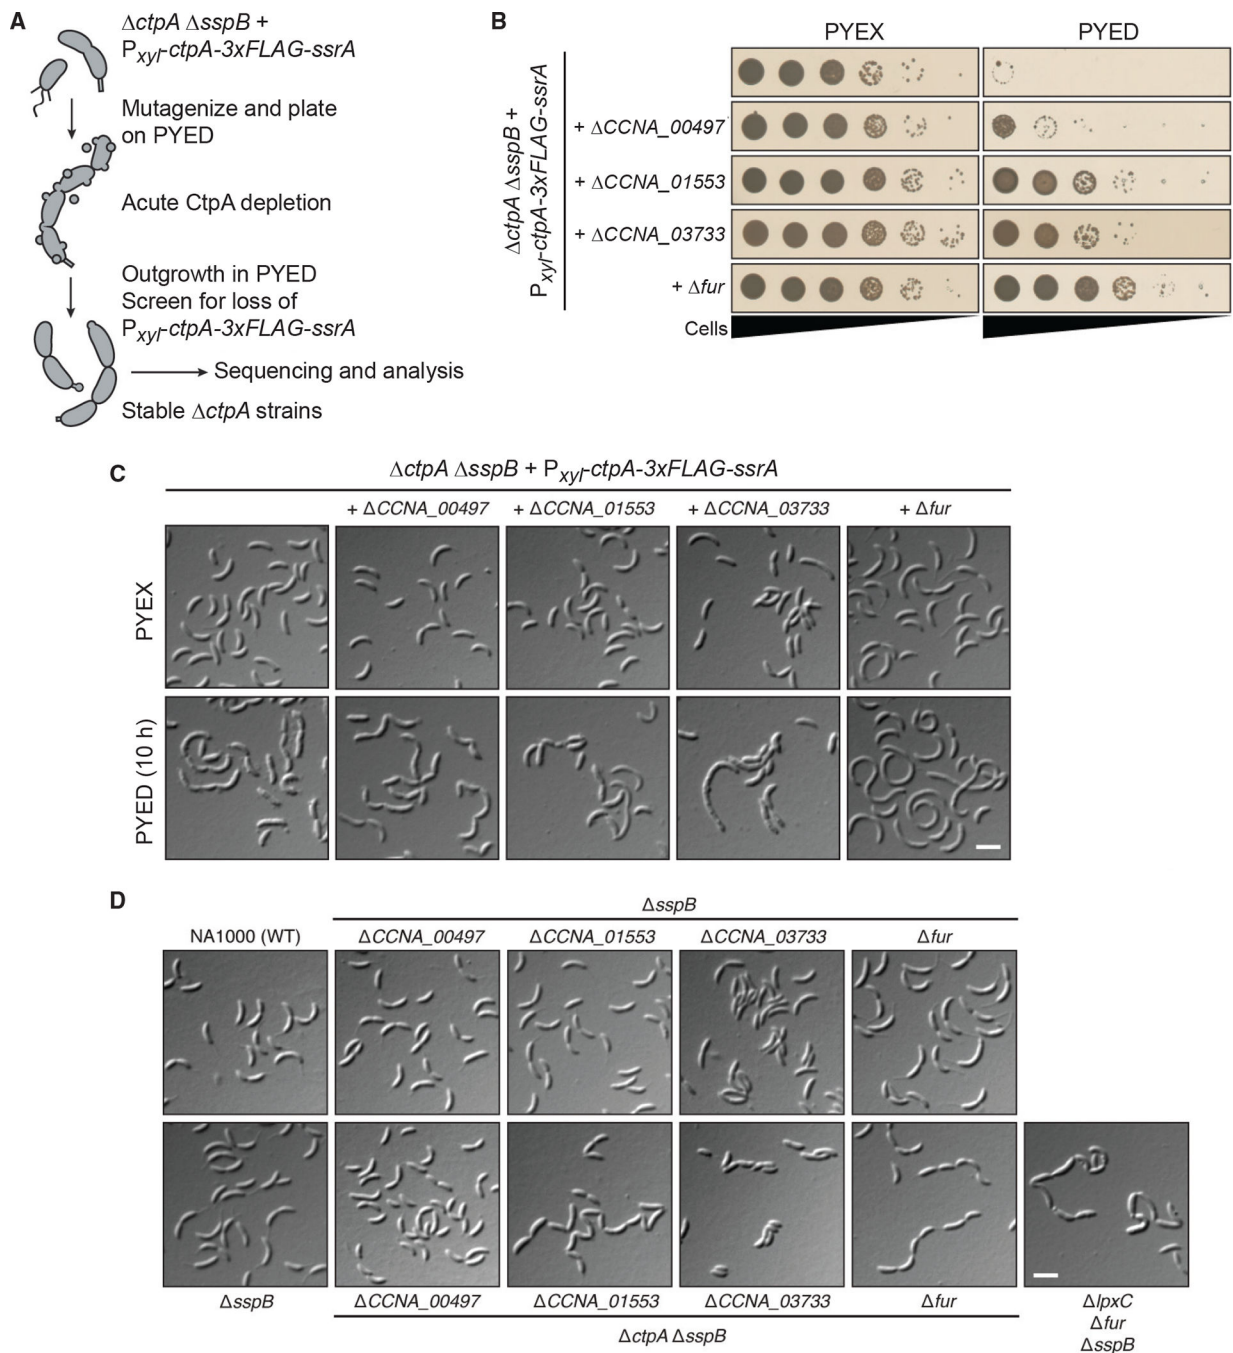 A
ΔctpA ΔsspB +
Pxyl-ctpA-3xFLAG-ssrA
Mutagenize and plate
on PYED
Acute CtpA depletion
Outgrowth in PYED
Screen for loss of
Pxyl-ctpA-3xFLAG-ssrA
Sequencing and analysis
Stable ΔctpA strains
B
PYEX PYED
ΔctpA ΔsspB +
Pxyl-ctpA-3xFLAG-ssrA
+ ΔCCNA_00497
+ ΔCCNA_01553
+ ΔCCNA_03733
+ Δfur
Cells
C
ΔctpA ΔsspB + Pxyl-ctpA-3xFLAG-ssrA
+ ΔCCNA_00497 + ΔCCNA_01553 + ΔCCNA_03733 + Δfur
PYEX
PYED (10 h)
D
ΔsspB
NA1000 (WT) ΔCCNA_00497 ΔCCNA_01553 ΔCCNA_03733 Δfur
ΔsspB ΔCCNA_00497 ΔCCNA_01553 ΔCCNA_03733 Δfur ΔlpxC
Δfur
ΔsspB
ΔctpA ΔsspB